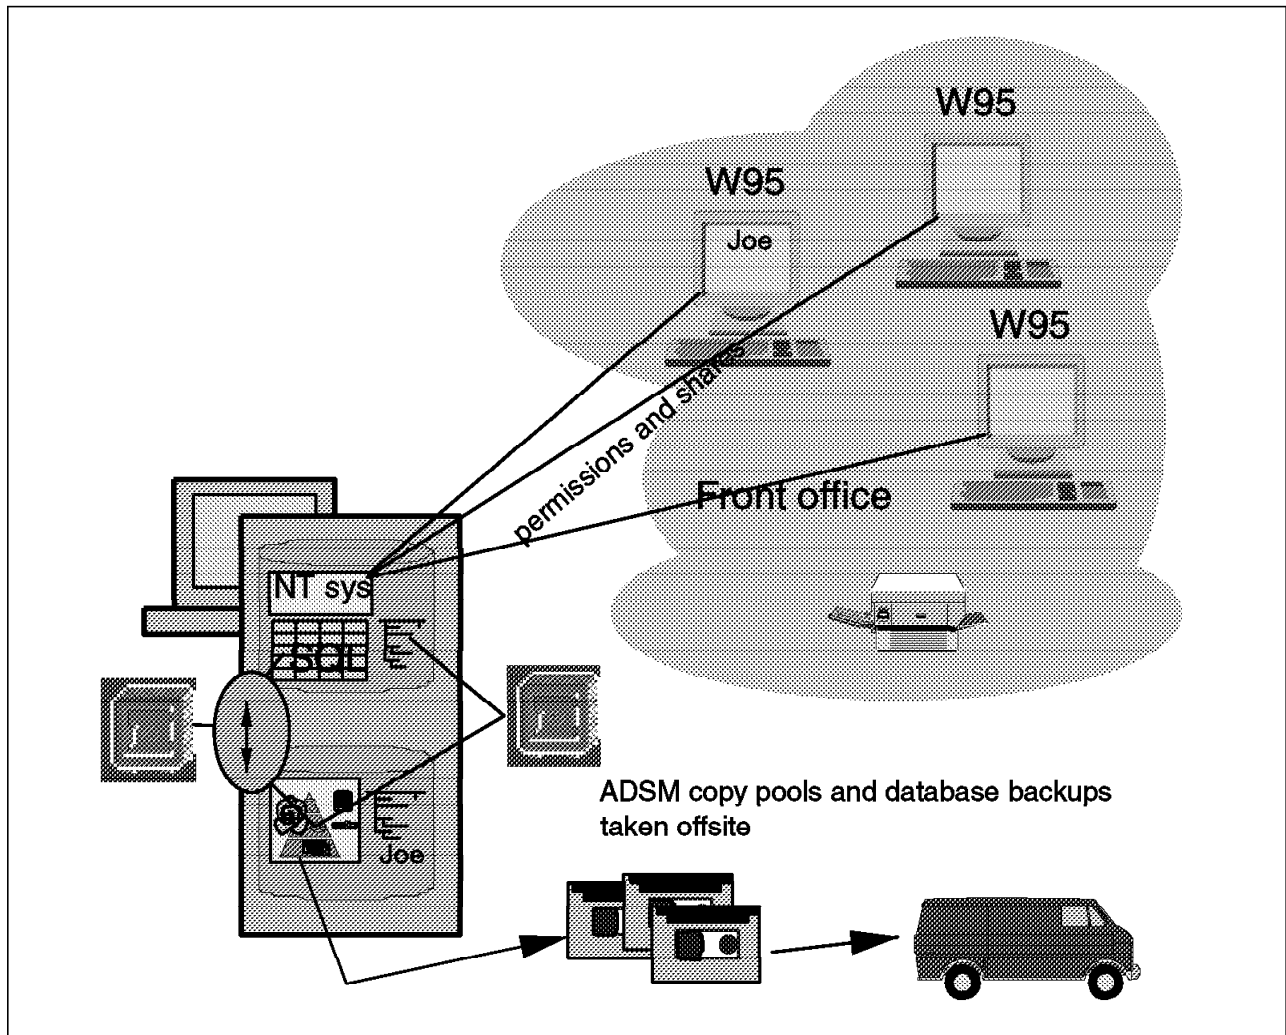 W95
W95
Joe
W95
permissions and shares
Front office
NT sys
SQL
ADSM copy pools and database backups
taken offsite
Joe